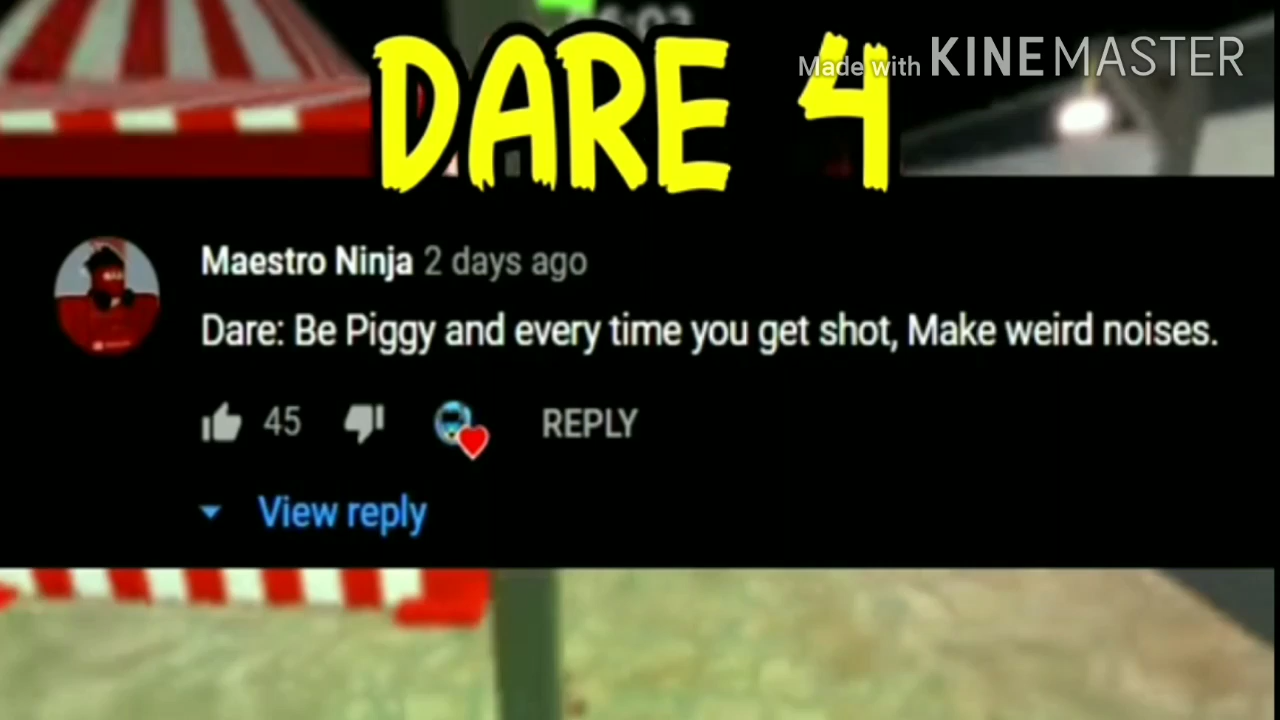 DARE 4
Made with KINEMASTER
Maestro Ninja 2 days ago
Dare: Be Piggy and every time you get shot, Make weird noises.
45
REPLY
View reply